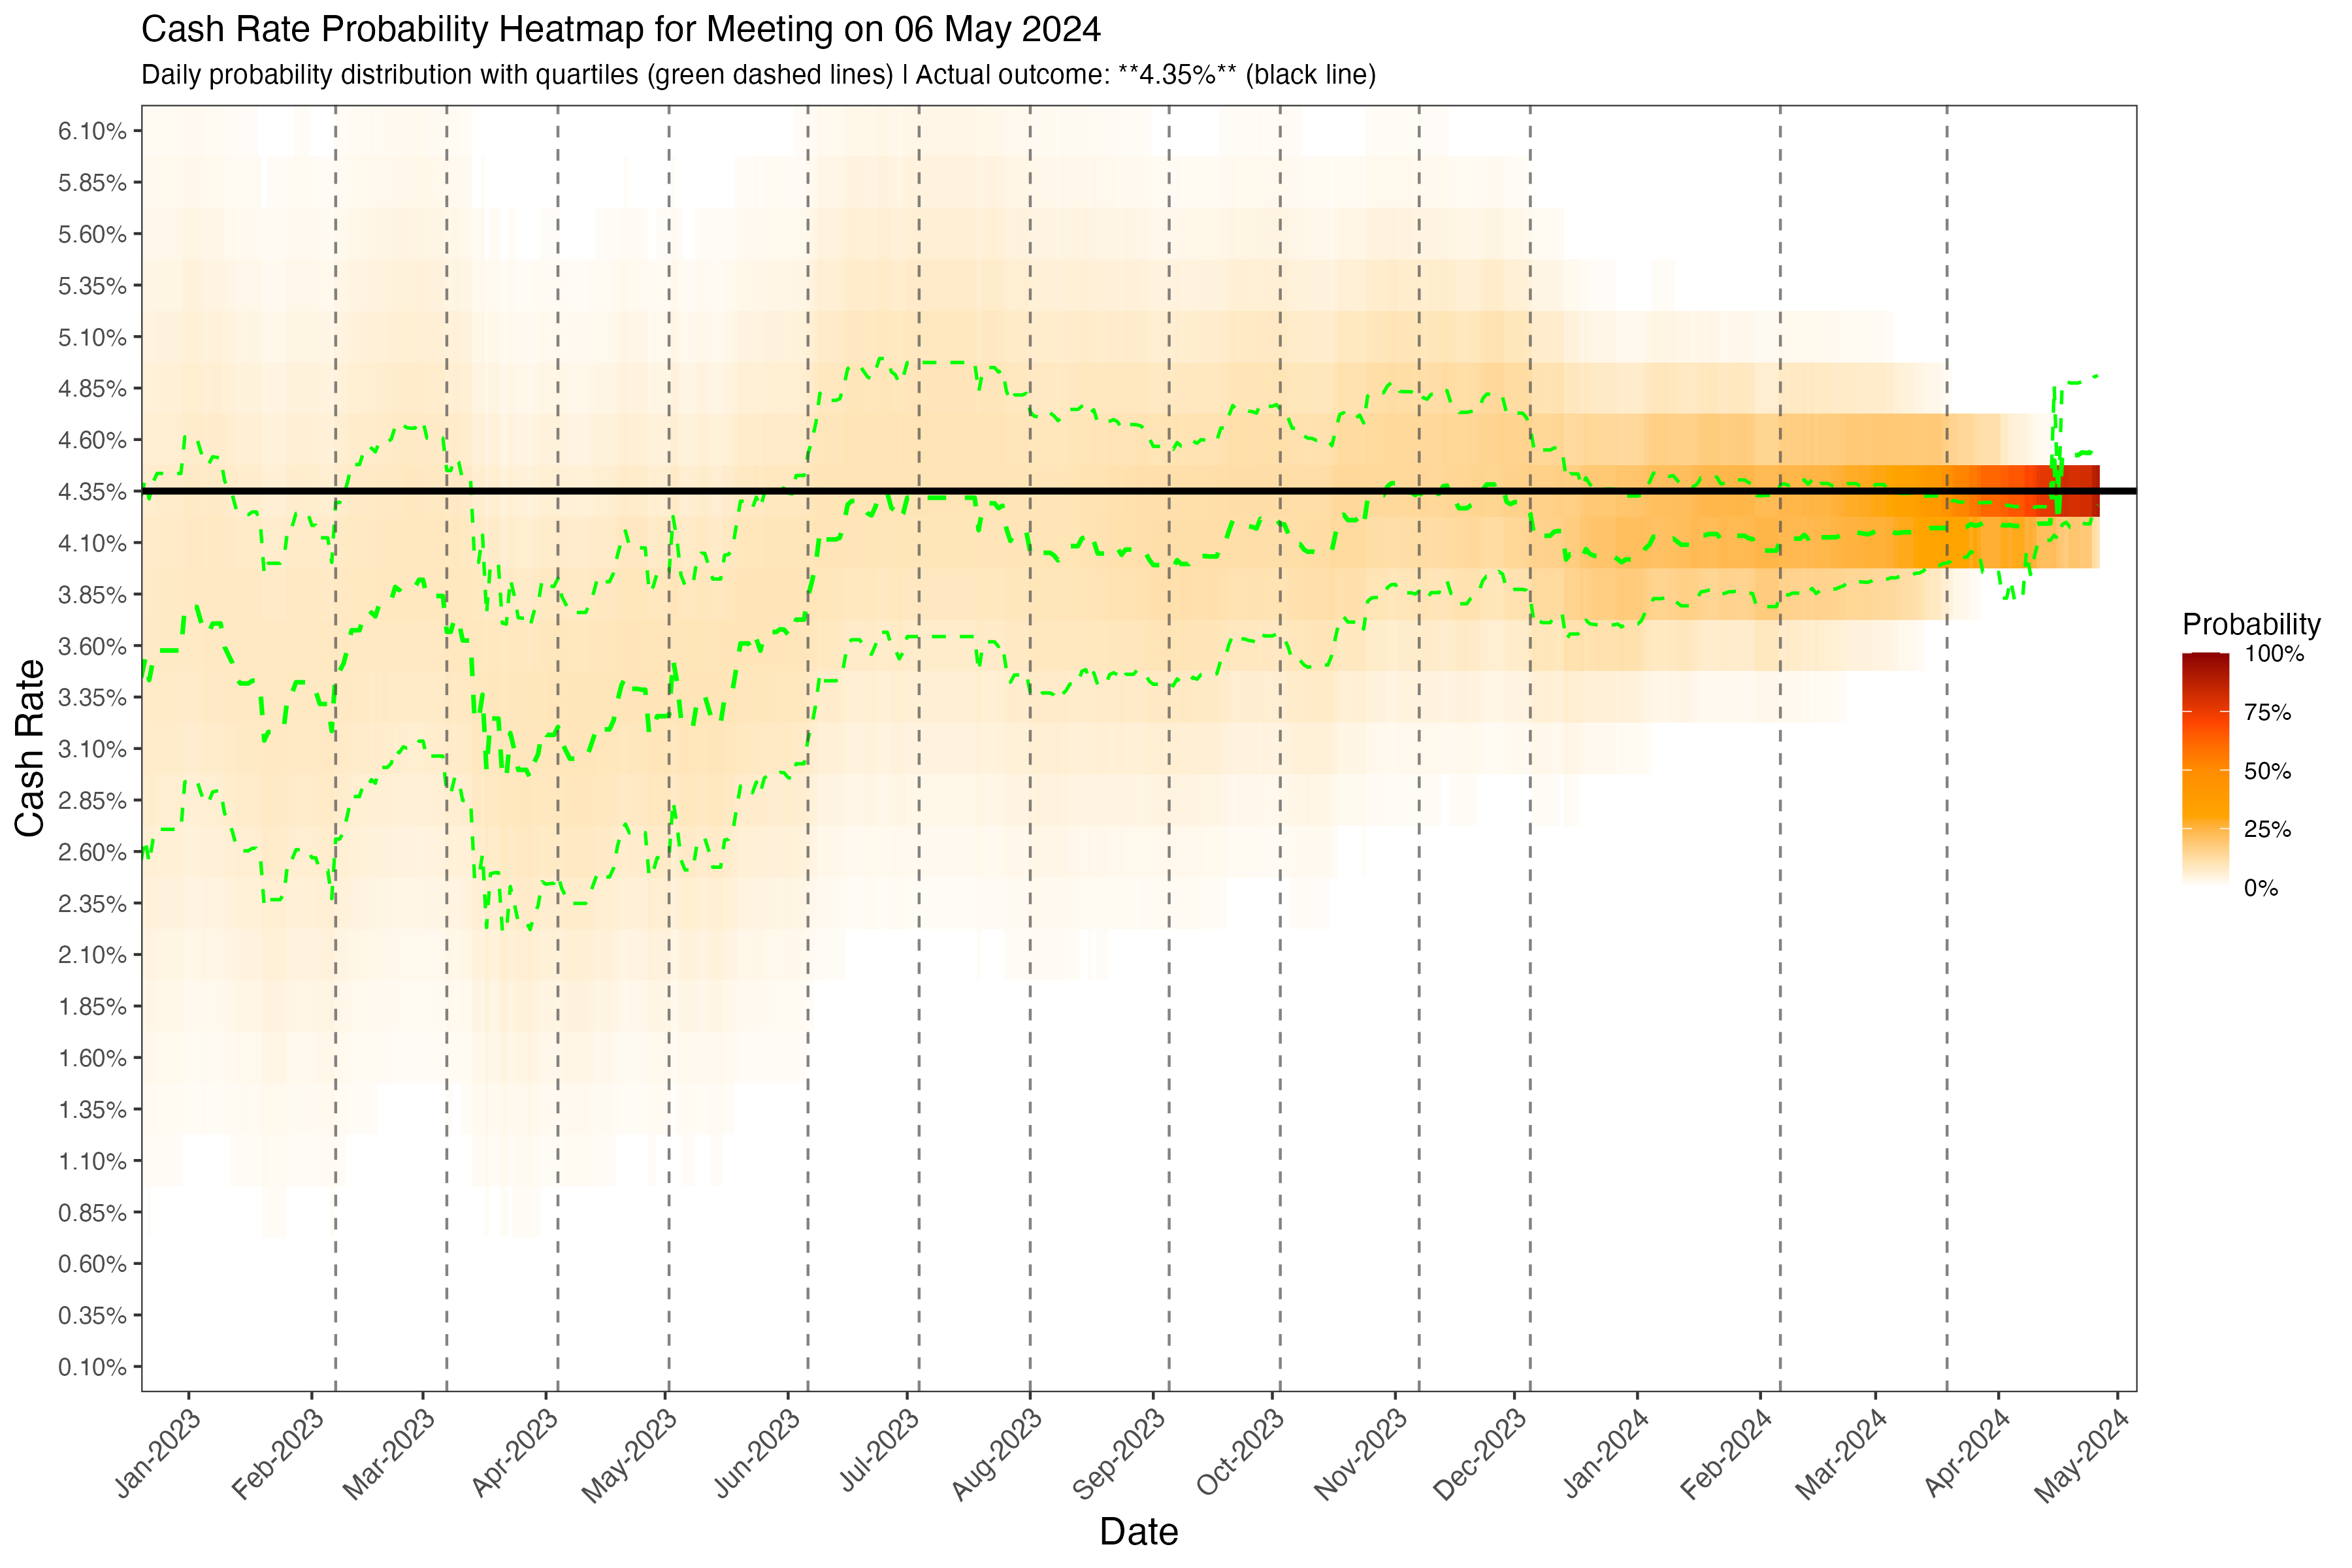 Cash Rate Probability Heatmap for Meeting on 06 May 2024
Daily probability distribution with quartiles (green dashed lines) | Actual outcome: **4.35%** (black line)
Cash Rate
6.10%
5.85%
5.60%
5.35%
5.10%
4.85%
4.60%
4.35%
4.10%
3.85%
3.60%
3.35%
3.10%
2.85%
2.60%
2.35%
2.10%
1.85%
1.60%
1.35%
1.10%
0.85%
0.60%
0.35%
0.10%
Probability
100%
75%
50%
25%
0%
Jan-2023
Feb-2023
Mar-2023
Apr-2023
May-2023
Jun-2023
Jul-2023
Aug-2023
Sep-2023
Oct-2023
Nov-2023
Dec-2023
Jan-2024
Feb-2024
Mar-2024
Apr-2024
May-2024
Date